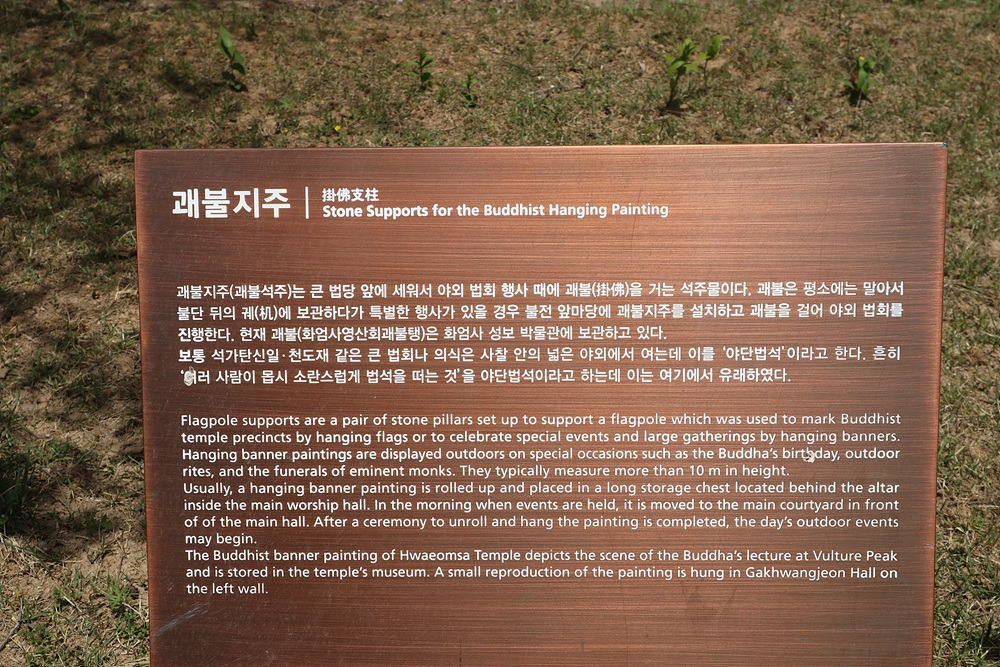 괘불지주
掛佛支柱
Stone Supports for the Buddhist Hanging Painting
괘불지주(괘불석주)는 큰 법당 앞에 세워서 야외 법회 행사 때에 괘불(掛佛)을 거는 석주물이다. 괘불은 평소에는 말아서
불단 뒤의 궤(机)에 보관하다가 특별한 행사가 있을 경우 불전 앞마당에 괘불지주를 설치하고 괘불을 걸어 야외 법회를
진행한다. 현재 괘불(화엄사영산회괘불탱)은 화엄사 성보 박물관에 보관하고 있다.
보통 석가탄신일·천도재 같은 큰 법회나 의식은 사찰 안의 넓은 야외에서 여는데 이를 '야단법석'이라고 한다. 흔히
'여러 사람이 몹시 소란스럽게 법석을 떠는 것'을 야단법석이라고 하는데 이는 여기에서 유래하였다.
Flagpole supports are a pair of stone pillars set up to support a flagpole which was used to mark Buddhist
temple precincts by hanging flags or to celebrate special events and large gatherings by hanging banners.
Hanging banner paintings are displayed outdoors on special occasions such as the Buddha's birthday, outdoor
rites, and the funerals of eminent monks. They typically measure more than 10 m in height.
Usually, a hanging banner painting is rolled up and placed in a long storage chest located behind the altar
inside the main worship hall. In the morning when events are held, it is moved to the main courtyard in front
of of the main hall. After a ceremony to unroll and hang the painting is completed, the day's outdoor events
may begin.
The Buddhist banner painting of Hwaeomsa Temple depicts the scene of the Buddha's lecture at Vulture Peak
and is stored in the temple's museum. A small reproduction of the painting is hung in Gakhwangjeon Hall on
the left wall.